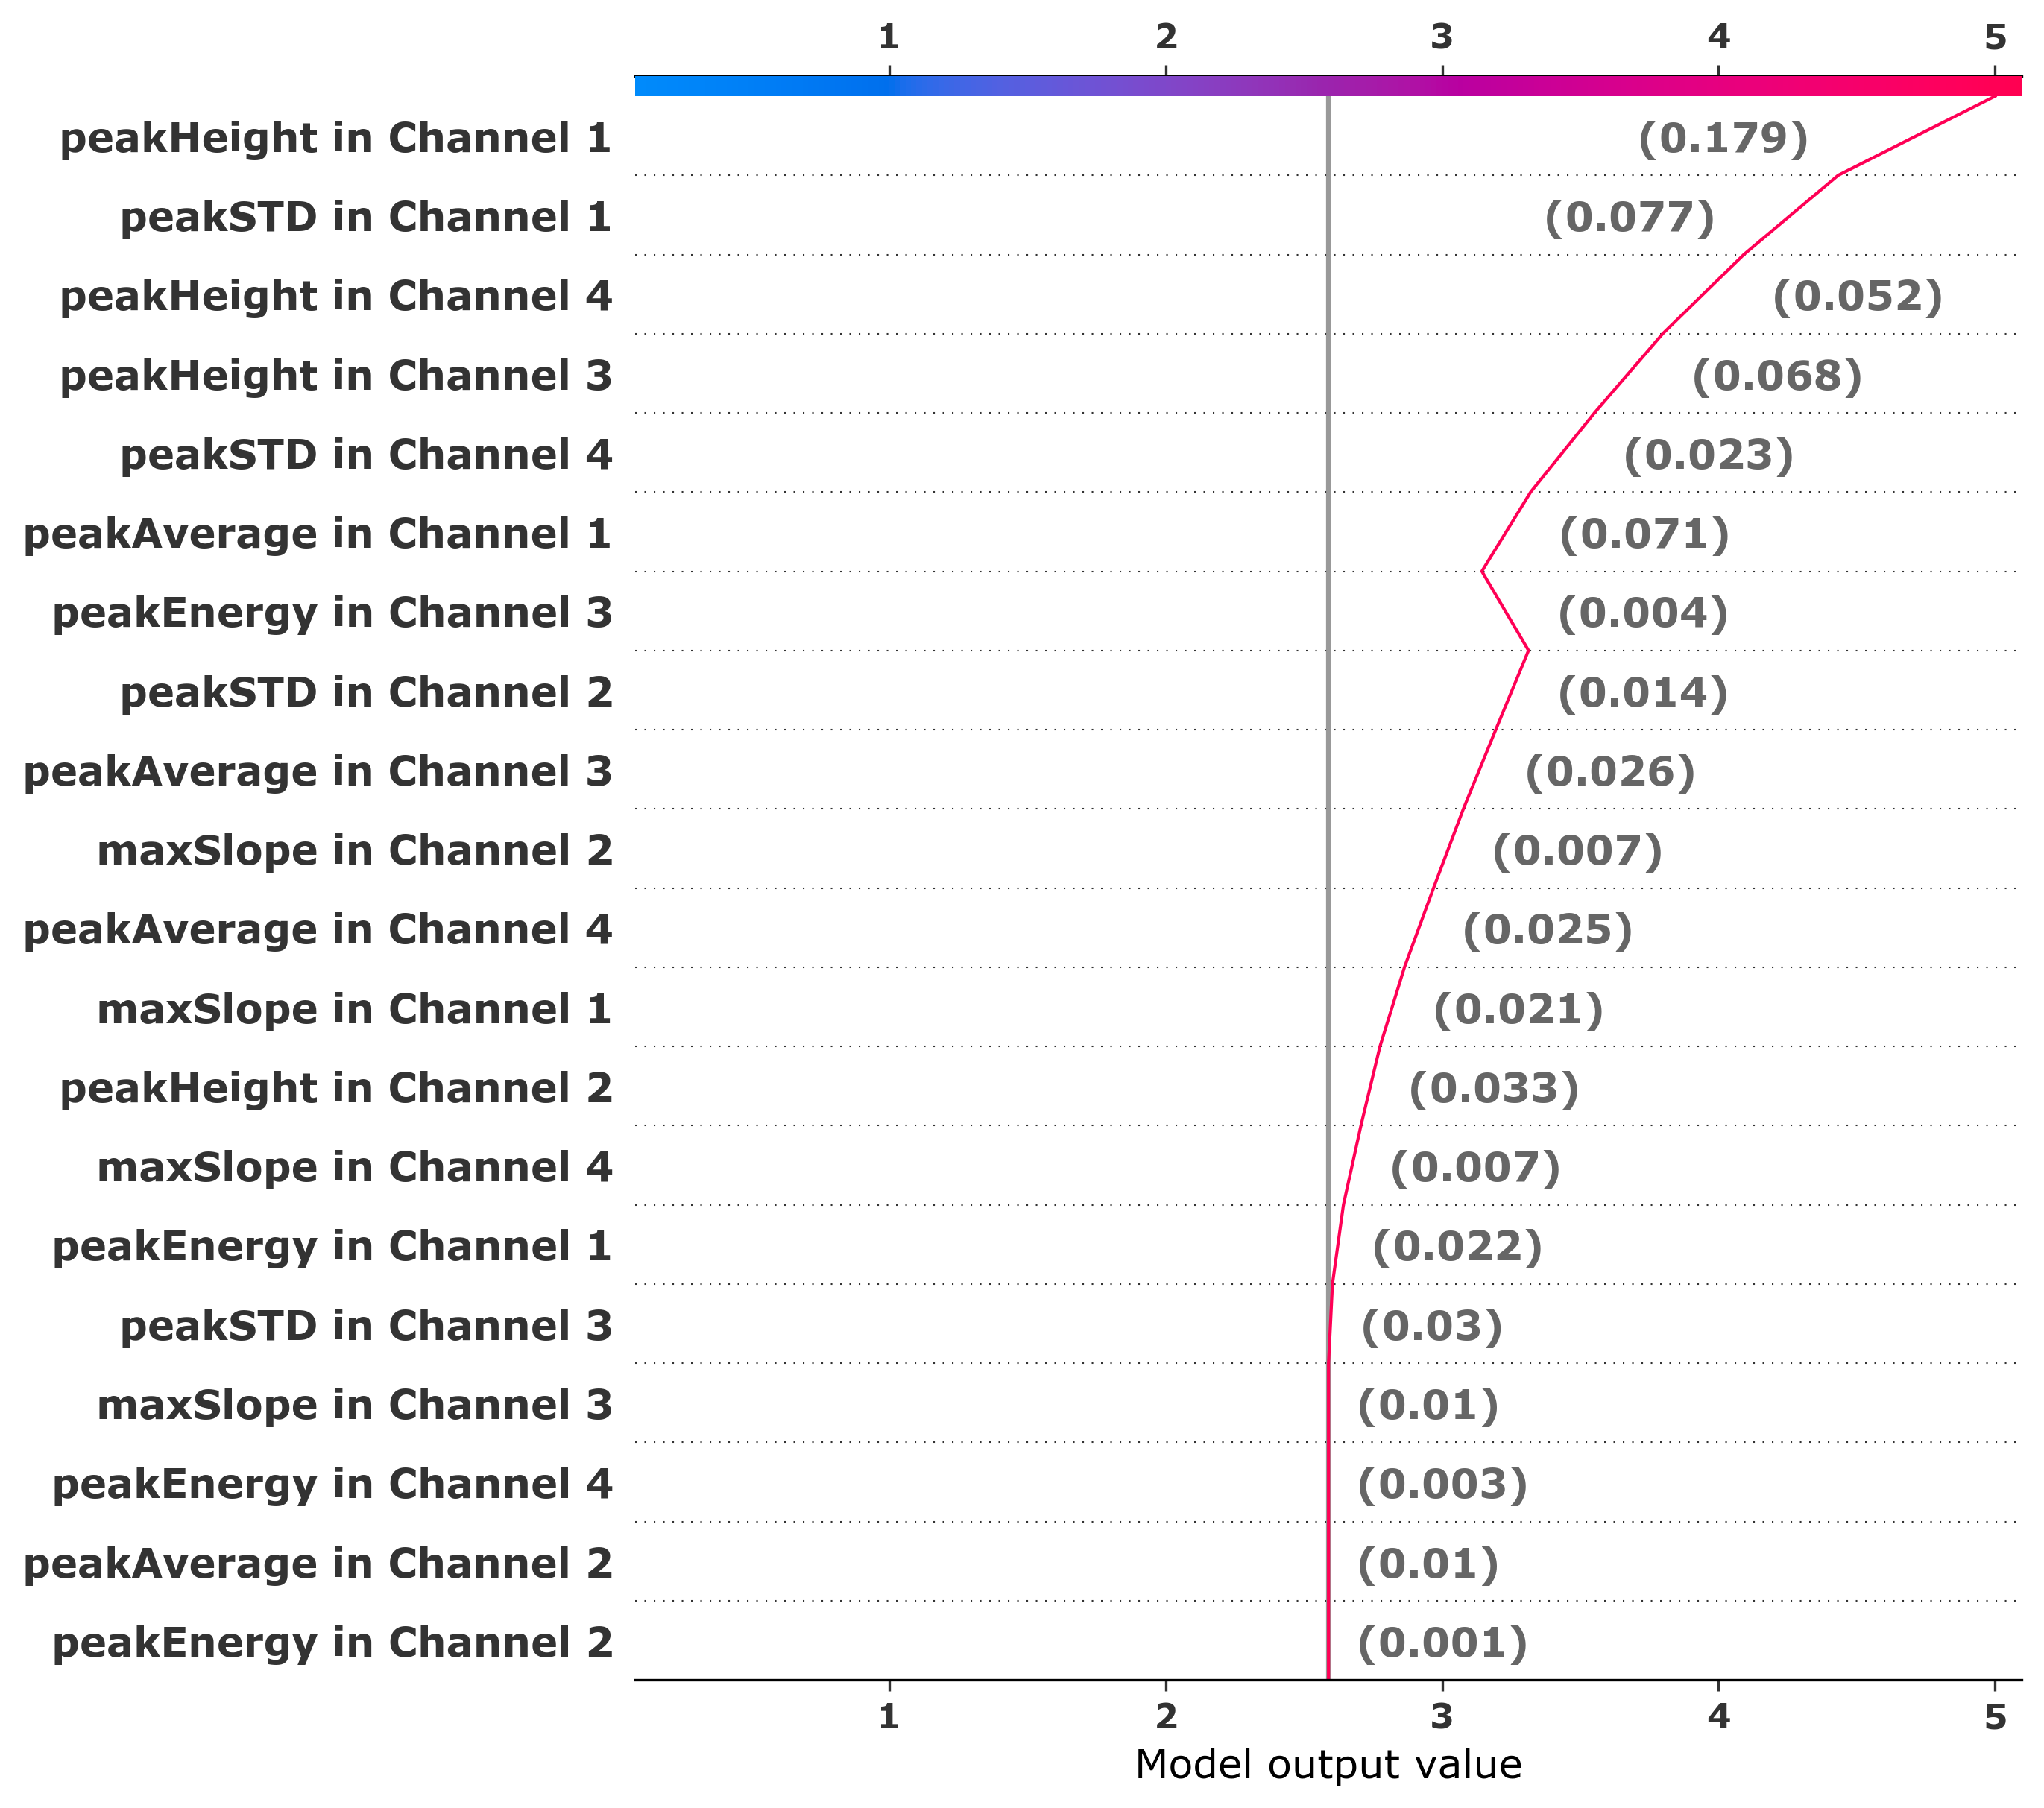 1 2 3 4 5
peakHeight in Channel 1 (0.179)
peakSTD in Channel 1 (0.077)
peakHeight in Channel 4 (0.052)
peakHeight in Channel 3 (0.068)
peakSTD in Channel 4 (0.023)
peakAverage in Channel 1 (0.071)
peakEnergy in Channel 3 (0.004)
peakSTD in Channel 2 (0.014)
peakAverage in Channel 3 (0.026)
maxSlope in Channel 2 (0.007)
peakAverage in Channel 4 (0.025)
maxSlope in Channel 1 (0.021)
peakHeight in Channel 2 (0.033)
maxSlope in Channel 4 (0.007)
peakEnergy in Channel 1 (0.022)
peakSTD in Channel 3 (0.03)
maxSlope in Channel 3 (0.01)
peakEnergy in Channel 4 (0.003)
peakAverage in Channel 2 (0.01)
peakEnergy in Channel 2 (0.001)
1 2 3 4 5
Model output value